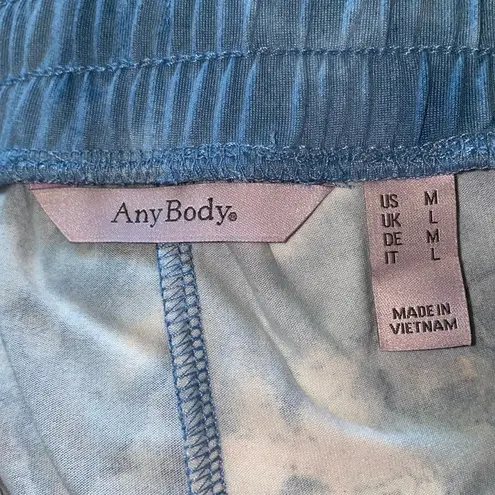 AnyBody®
US M
UK L
DE M
IT L
MADE IN
VIETNAM